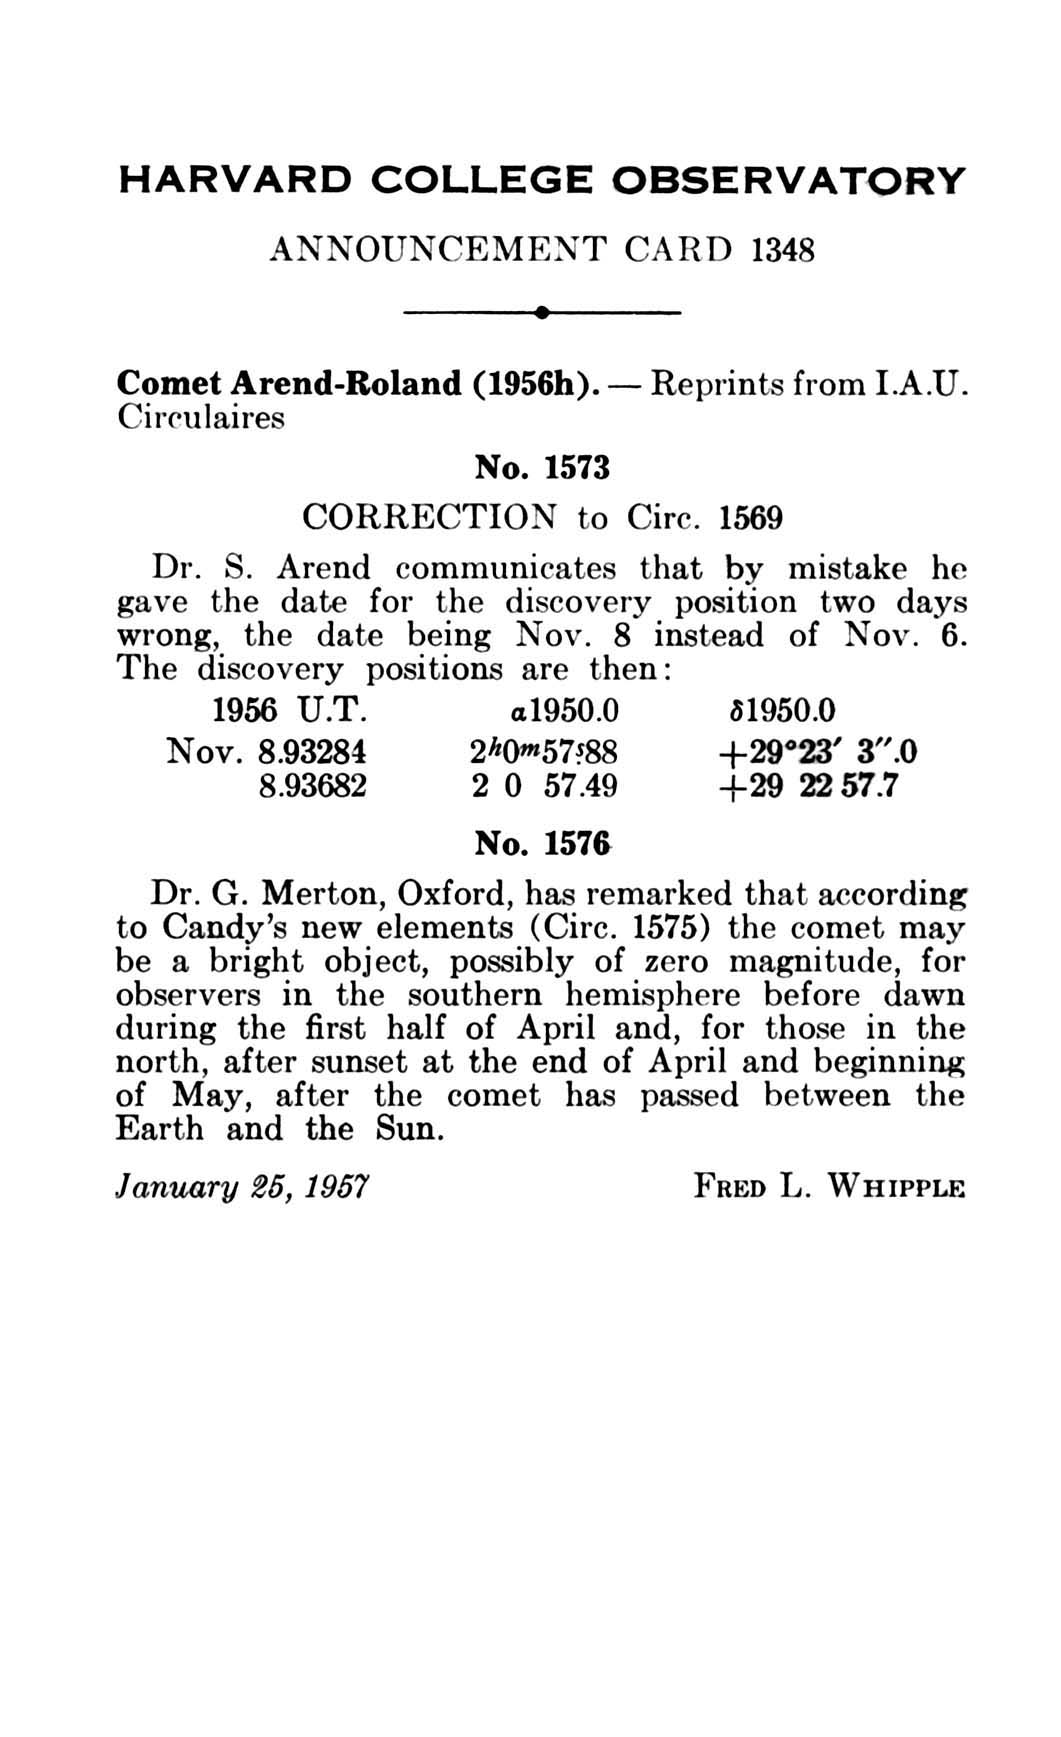 HARVARD COLLEGE OBSERVATORY
ANNOUNCEMENT CARD 1348
Comet Arend-Roland (1956h). — Reprints from I.A.U.
Circulaires
No. 1573
CORRECTION to Circ. 1569
Dr. S. Arend communicates that by mistake he
gave the date for the discovery position two days
wrong, the date being Nov. 8 instead of Nov. 6.
The discovery positions are then:
1956 U.T. α1950.0 δ1950.0
Nov. 8.93284 2ʰ0ᵐ57ˢ.88 +29°23′ 3″.0
8.93682 2 0 57.49 +29 22 57.7
No. 1576
Dr. G. Merton, Oxford, has remarked that according
to Candy's new elements (Circ. 1575) the comet may
be a bright object, possibly of zero magnitude, for
observers in the southern hemisphere before dawn
during the first half of April and, for those in the
north, after sunset at the end of April and beginning
of May, after the comet has passed between the
Earth and the Sun.
January 25, 1957 FRED L. WHIPPLE